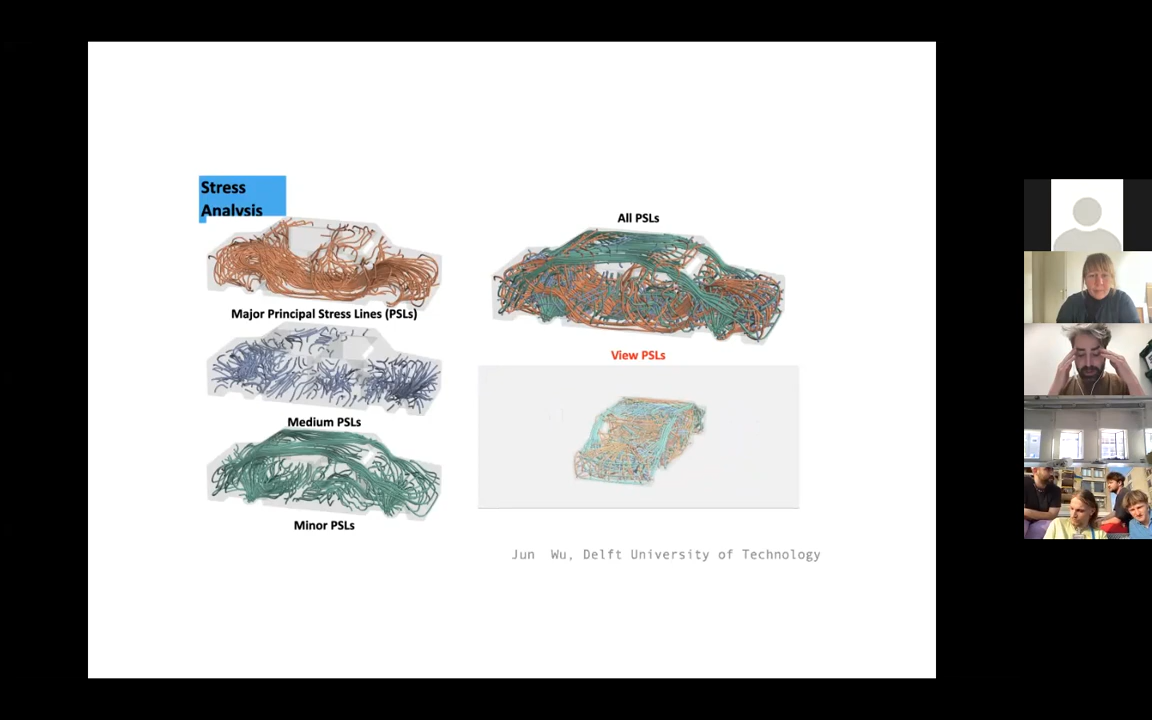 Stress
Analysis
Major Principal Stress Lines (PSLs)
Medium PSLs
Minor PSLs
All PSLs
View PSLs
Jun Wu, Delft University of Technology